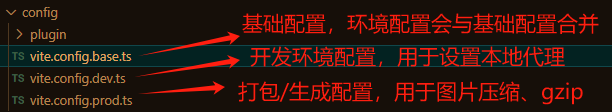 config
plugin
TS vite.config.base.ts
TS vite.config.dev.ts
TS vite.config.prod.ts
基础配置，环境配置会与基础配置合并
开发环境配置，用于设置本地代理
打包/生成配置，用于图片压缩、gzip